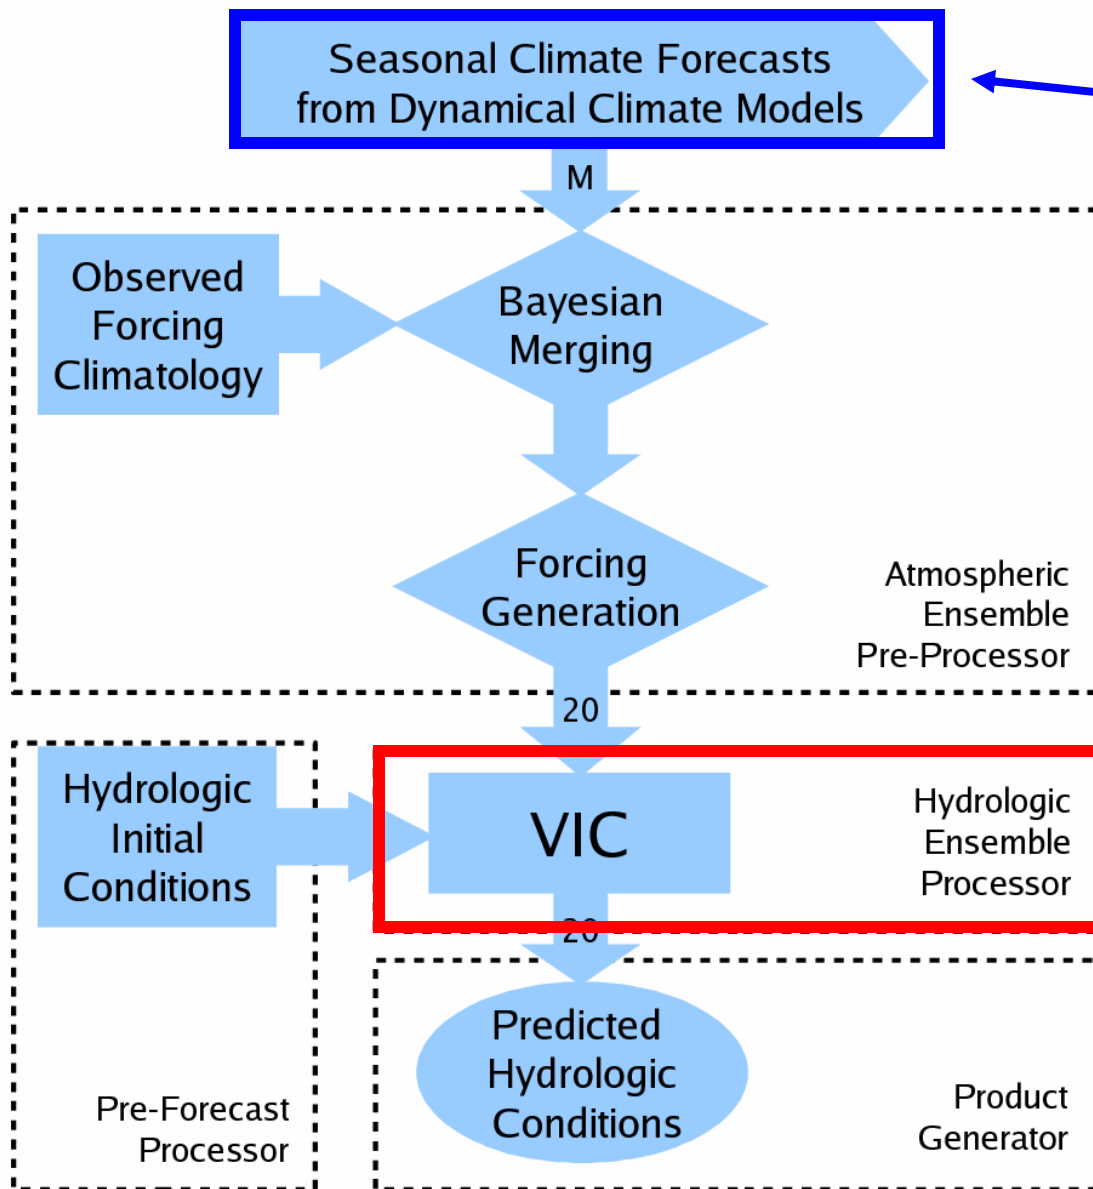 Seasonal Climate Forecasts
from Dynamical Climate Models
M
Observed
Forcing
Climatology
Bayesian
Merging
Forcing
Generation
Atmospheric
Ensemble
Pre-Processor
20
Hydrologic
Initial
Conditions
VIC
Hydrologic
Ensemble
Processor
20
Predicted
Hydrologic
Conditions
Pre-Forecast
Processor
Product
Generator